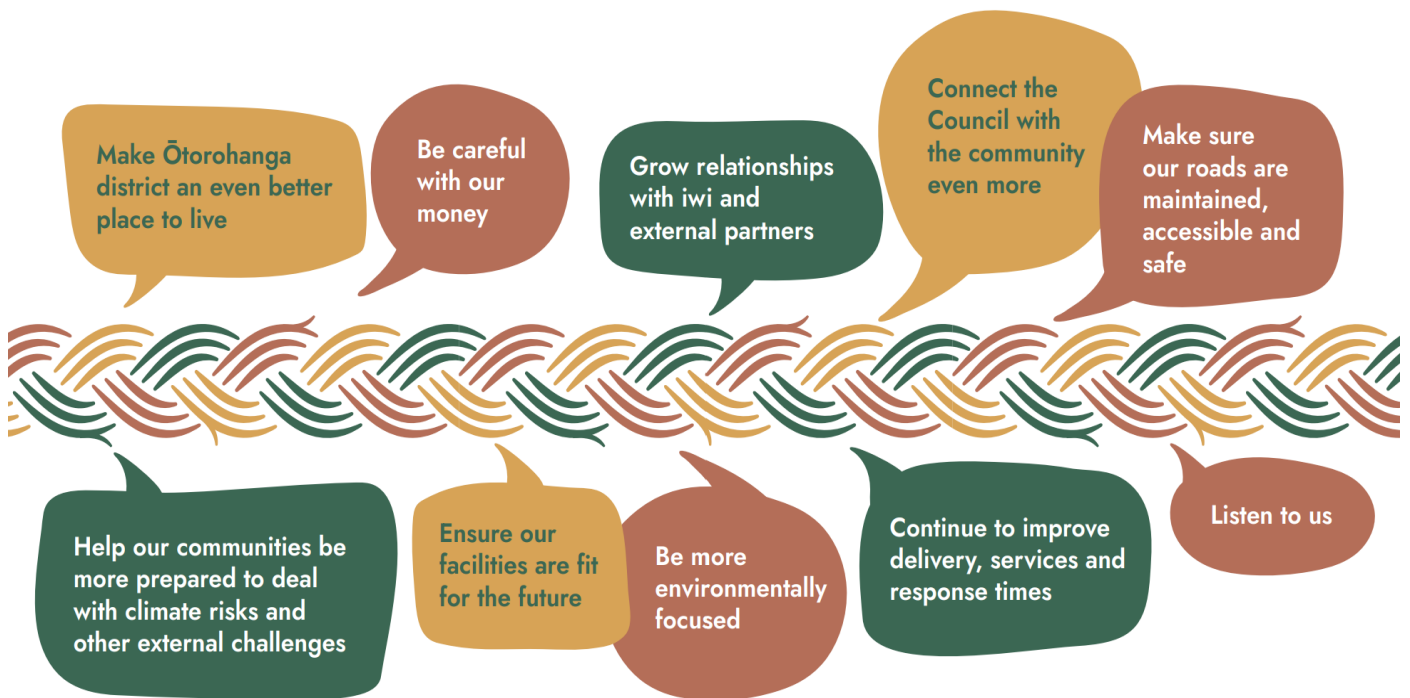 Make Ōtorohanga
district an even better
place to live
Be careful
with our
money
Grow relationships
with iwi and
external partners
Connect the
Council with
the community
even more
Make sure
our roads are
maintained,
accessible and
safe
Help our communities be
more prepared to deal
with climate risks and
other external challenges
Ensure our
facilities are fit
for the future
Be more
environmentally
focused
Continue to improve
delivery, services and
response times
Listen to us